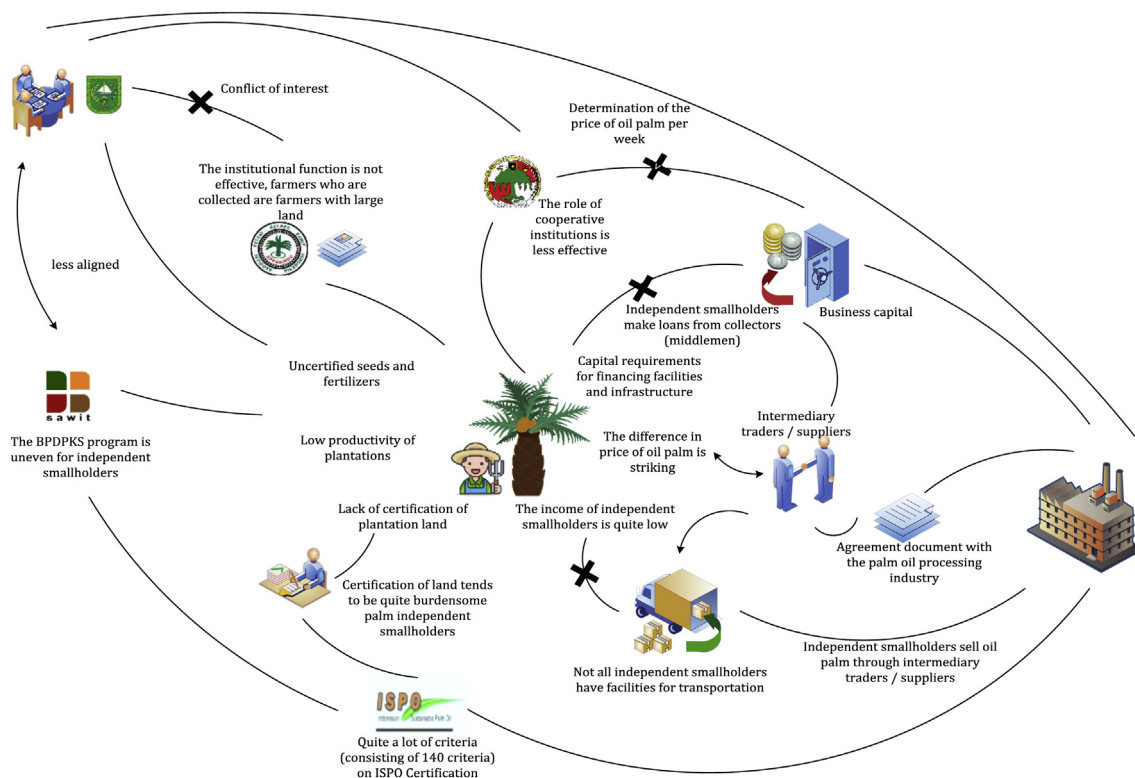 Conflict of interest
Determination of the
price of oil palm per
week
The institutional function is not
effective, farmers who are
collected are farmers with large
land
The role of
cooperative
institutions is
less effective
less aligned
Independent smallholders
make loans from collectors
(middlemen)
Business capital
Uncertified seeds and
fertilizers
Capital requirements
for financing facilities
and infrastructure
sawit
The BPDPKS program is
uneven for independent
smallholders
Low productivity of
plantations
The difference in
price of oil palm is
striking
Intermediary
traders / suppliers
Lack of certification of
plantation land
The income of independent
smallholders is quite low
Agreement document with
the palm oil processing
industry
Certification of land tends
to be quite burdensome
palm independent
smallholders
Not all independent smallholders
have facilities for transportation
Independent smallholders sell oil
palm through intermediary
traders / suppliers
ISPO
Indonesian Sustainable Palm Oil
Quite a lot of criteria
(consisting of 140 criteria)
on ISPO Certification